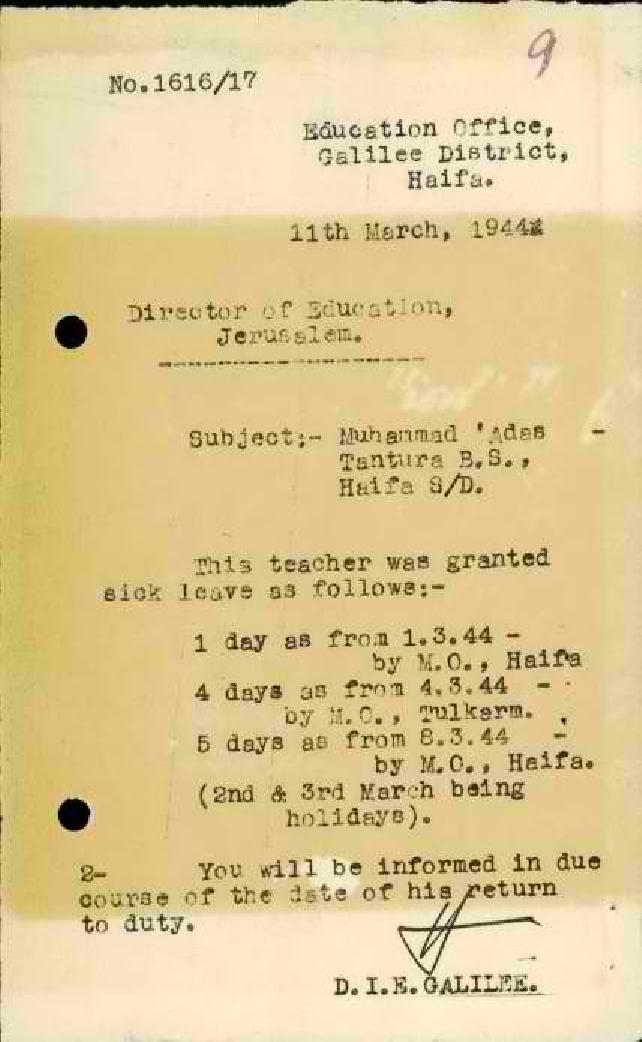 9
No.1616/17
Education Office,
Galilee District,
Haifa.
11th March, 1944
Director of Education,
Jerusalem.
Subject:- Muhammad 'Adas -
Tantura B.S.,
Haifa S/D.
This teacher was granted
sick leave as follows:-
1 day as from 1.3.44 -
by M.O., Haifa
4 days as from 4.3.44 -
by M.O., Tulkarm.
5 days as from 8.3.44 -
by M.O., Haifa.
(2nd & 3rd March being
holidays).
2- You will be informed in due
course of the date of his return
to duty.
D.I.E.GALILEE.